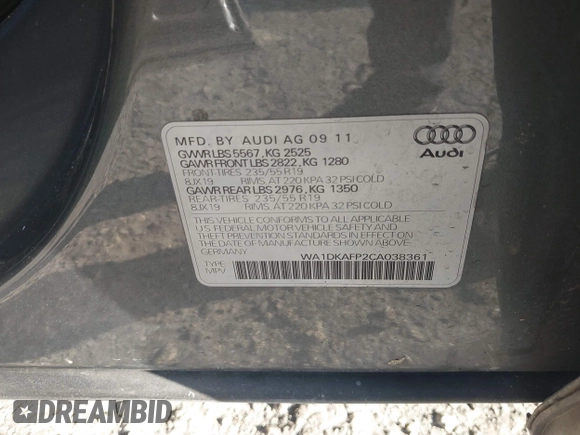 MFD. BY AUDI AG 09 11
GVWR LBS 5567, KG 2525
GAWR FRONT LBS 2822, KG 1280
FRONT-TIRES 235/55 R19
8JX19 RIMS, AT 220 KPA 32 PSI COLD
GAWR REAR LBS 2976, KG 1350
REAR-TIRES 235/55 R19
8JX19 RIMS, AT 220 KPA 32 PSI COLD
THIS VEHICLE CONFORMS TO ALL APPLICABLE
U S FEDERAL MOTOR VEHICLE SAFETY AND
THEFT PREVENTION STANDARDS IN EFFECT ON
THE DATE OF MANUFACTURE SHOWN ABOVE
GERMANY
WA1DKAFP2CA038361
TYPE
MPV
Audi
DREAMBID